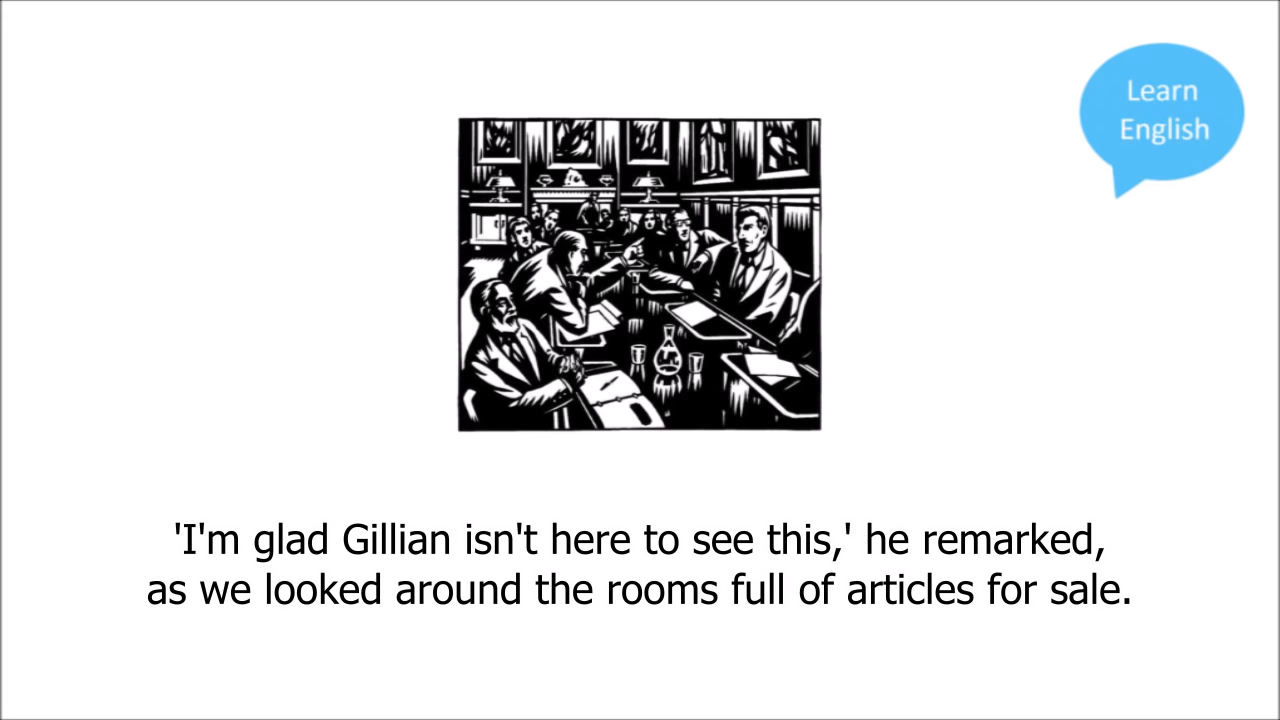 Learn
English
'I'm glad Gillian isn't here to see this,' he remarked,
as we looked around the rooms full of articles for sale.